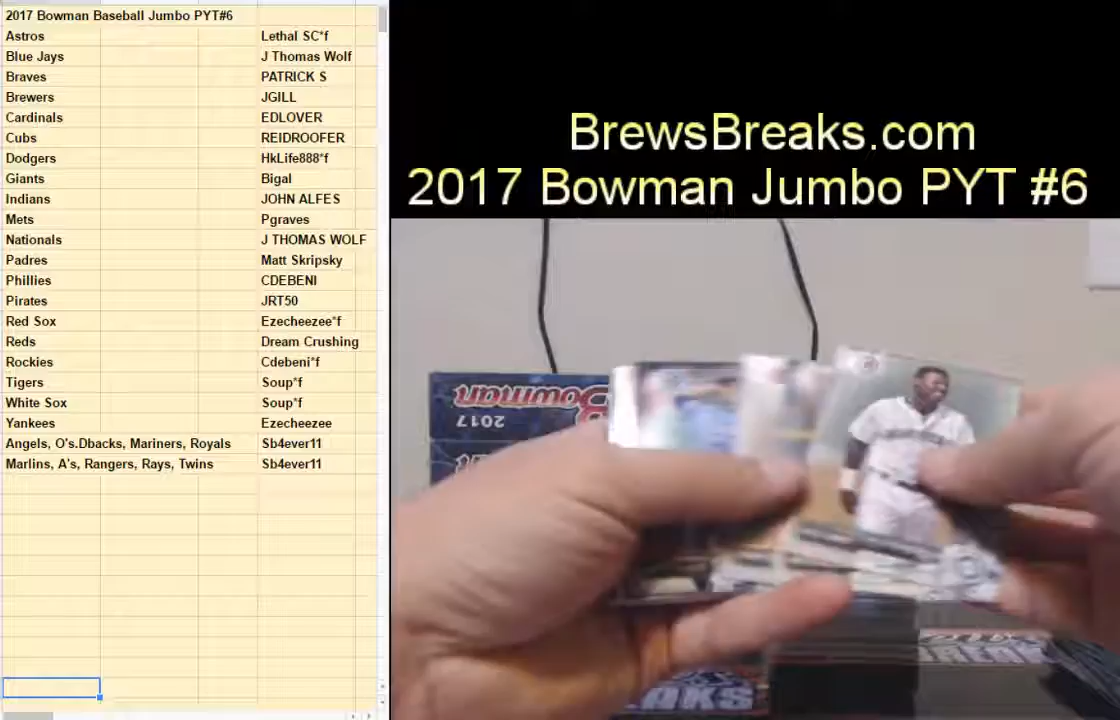 2017 Bowman Baseball Jumbo PYT#6
Astros Lethal SC*f
Blue Jays J Thomas Wolf
Braves PATRICK S
Brewers JGILL
Cardinals EDLOVER
Cubs REIDROOFER
Dodgers HkLife888*f
Giants Bigal
Indians JOHN ALFES
Mets Pgraves
Nationals J THOMAS WOLF
Padres Matt Skripsky
Phillies CDEBENI
Pirates JRT50
Red Sox Ezecheezee*f
Reds Dream Crushing
Rockies Cdebeni*f
Tigers Soup*f
White Sox Soup*f
Yankees Ezecheezee
Angels, O's.Dbacks, Mariners, Royals Sb4ever11
Marlins, A's, Rangers, Rays, Twins Sb4ever11
BrewsBreaks.com
2017 Bowman Jumbo PYT #6
Bowman
2017